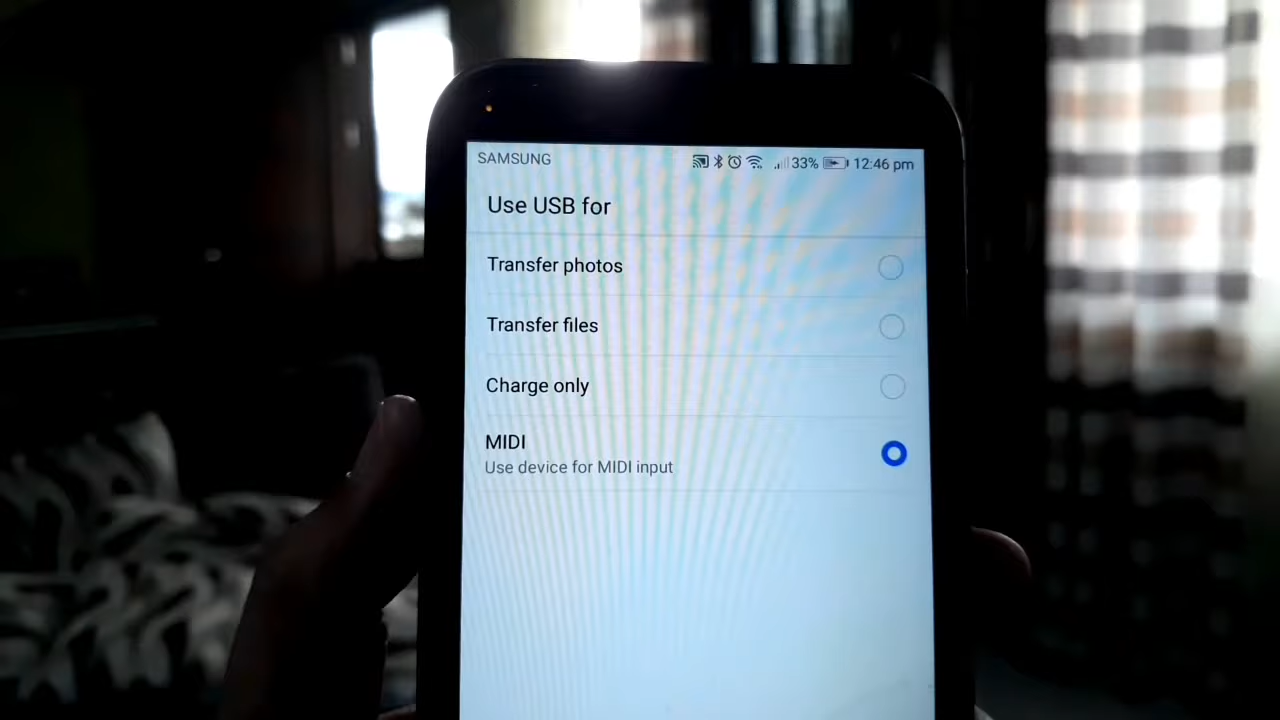 SAMSUNG 33% 12:46 pm
Use USB for
Transfer photos
Transfer files
Charge only
MIDI
Use device for MIDI input